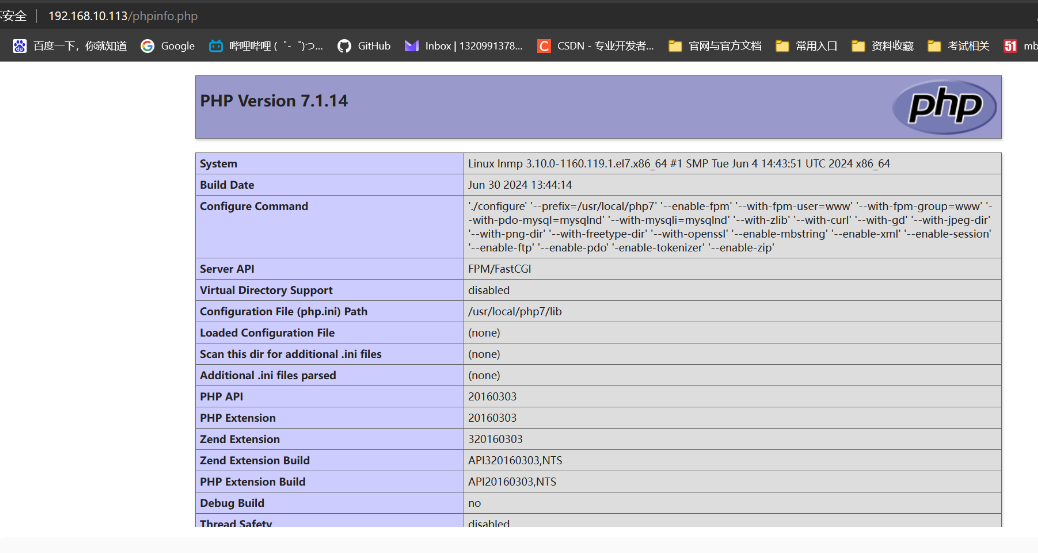 不安全 192.168.10.113/phpinfo.php
百度一下，你就知道 Google 哔哩哔哩 (゜-゜)つ... GitHub Inbox | 1320991378... CSDN - 专业开发者... 官网与官方文档 常用入口 资料收藏 考试相关 51 mb
PHP Version 7.1.14 php
System Linux lnmp 3.10.0-1160.119.1.el7.x86_64 #1 SMP Tue Jun 4 14:43:51 UTC 2024 x86_64
Build Date Jun 30 2024 13:44:14
Configure Command './configure' '--prefix=/usr/local/php7' '--enable-fpm' '--with-fpm-user=www' '--with-fpm-group=www' '-
-with-pdo-mysql=mysqlnd' '--with-mysqli=mysqlnd' '--with-zlib' '--with-curl' '--with-gd' '--with-jpeg-dir'
'--with-png-dir' '--with-freetype-dir' '--with-openssl' '--enable-mbstring' '--enable-xml' '--enable-session'
'--enable-ftp' '--enable-pdo' '-enable-tokenizer' '--enable-zip'
Server API FPM/FastCGI
Virtual Directory Support disabled
Configuration File (php.ini) Path /usr/local/php7/lib
Loaded Configuration File (none)
Scan this dir for additional .ini files (none)
Additional .ini files parsed (none)
PHP API 20160303
PHP Extension 20160303
Zend Extension 320160303
Zend Extension Build API320160303,NTS
PHP Extension Build API20160303,NTS
Debug Build no
Thread Safety disabled